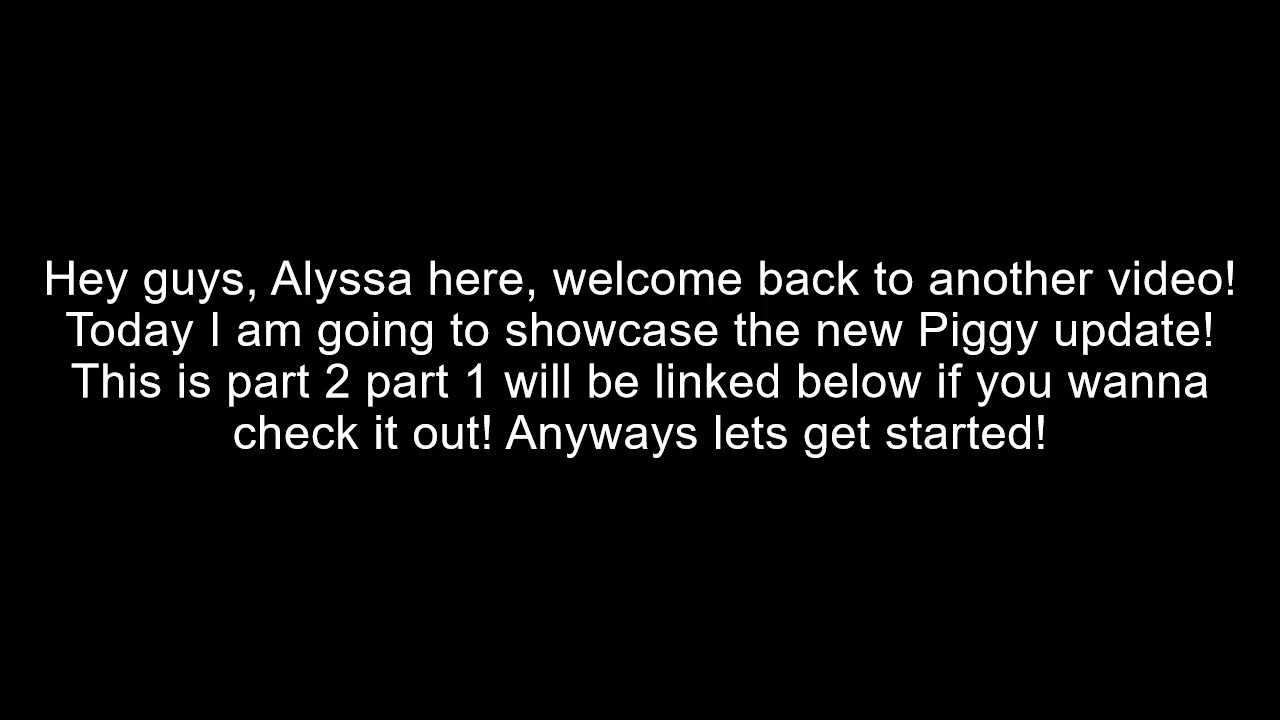 Hey guys, Alyssa here, welcome back to another video!
Today I am going to showcase the new Piggy update!
This is part 2 part 1 will be linked below if you wanna
check it out! Anyways lets get started!